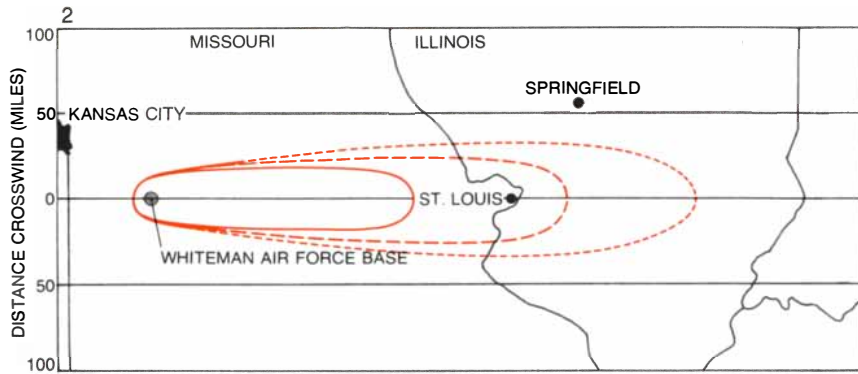 2
100
MISSOURI
ILLINOIS
SPRINGFIELD
50
KANSAS CITY
DISTANCE CROSSWIND (MILES)
0
ST. LOUIS
WHITEMAN AIR FORCE BASE
50
100